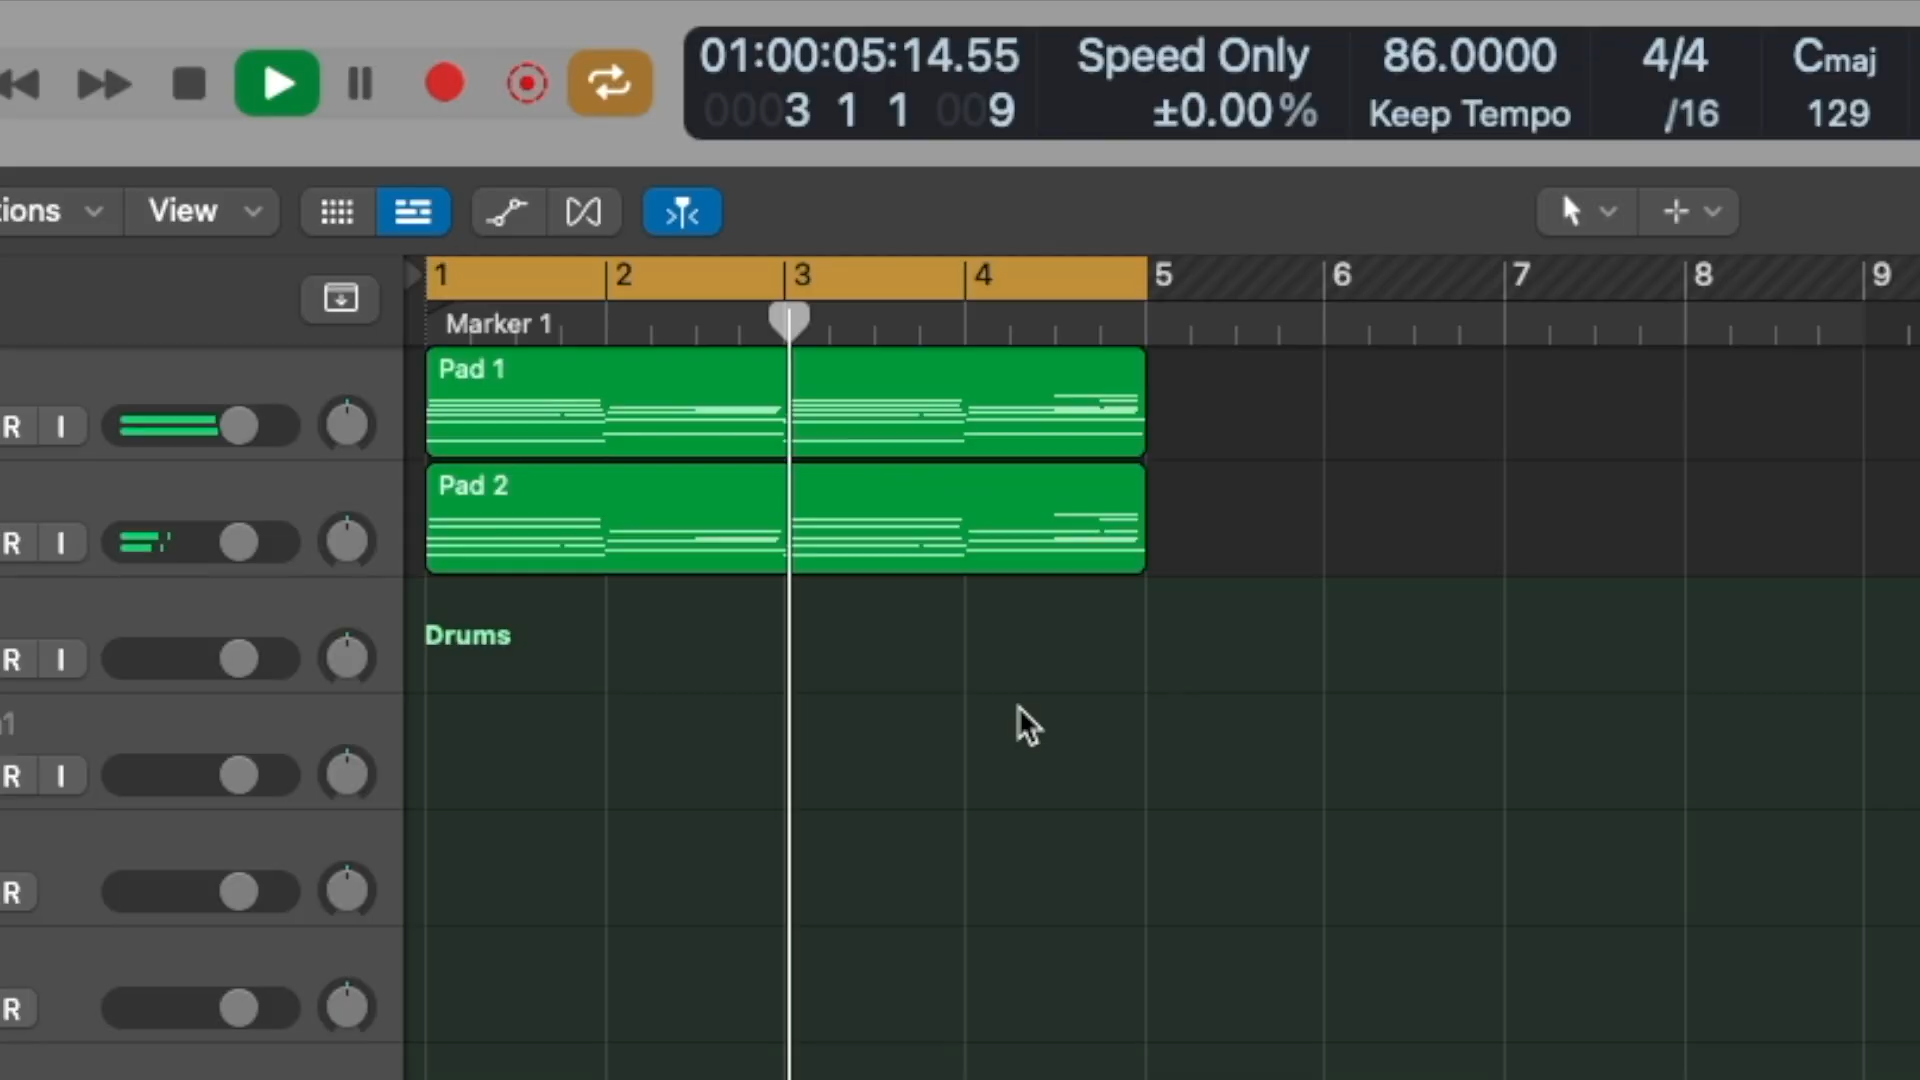 01:00:05:14.55 Speed Only 86.0000 4/4 Cmaj
0003 1 1 009 ±0.00% Keep Tempo /16 129
tions View
1 2 3 4 5 6 7 8 9
Marker 1
Pad 1
R I
Pad 2
R I
Drums
R I
R I
R
R